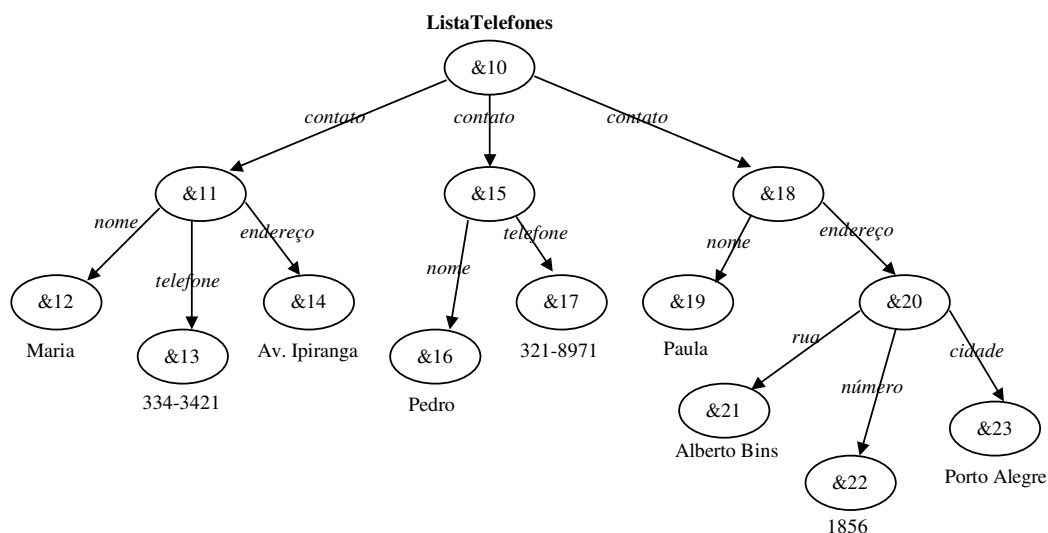 ListaTelefones
&10
contato
contato
contato
&11
&15
&18
nome
telefone
endereço
nome
telefone
nome
endereço
&12
Maria
&13
334-3421
&14
Av. Ipiranga
&16
Pedro
&17
321-8971
&19
Paula
&20
rua
número
cidade
&21
Alberto Bins
&22
1856
&23
Porto Alegre